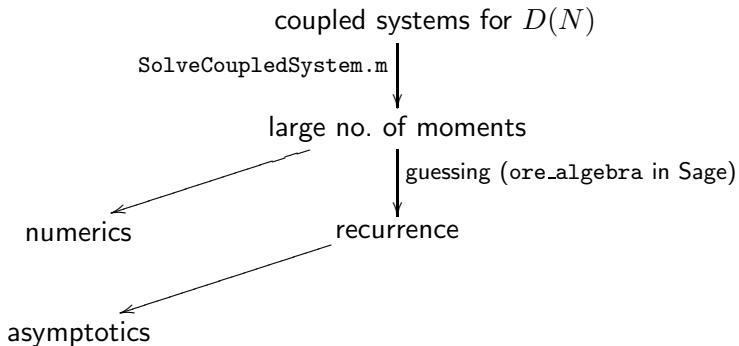 coupled systems for D(N)
SolveCoupledSystem.m
large no. of moments
guessing (ore_algebra in Sage)
numerics
recurrence
asymptotics